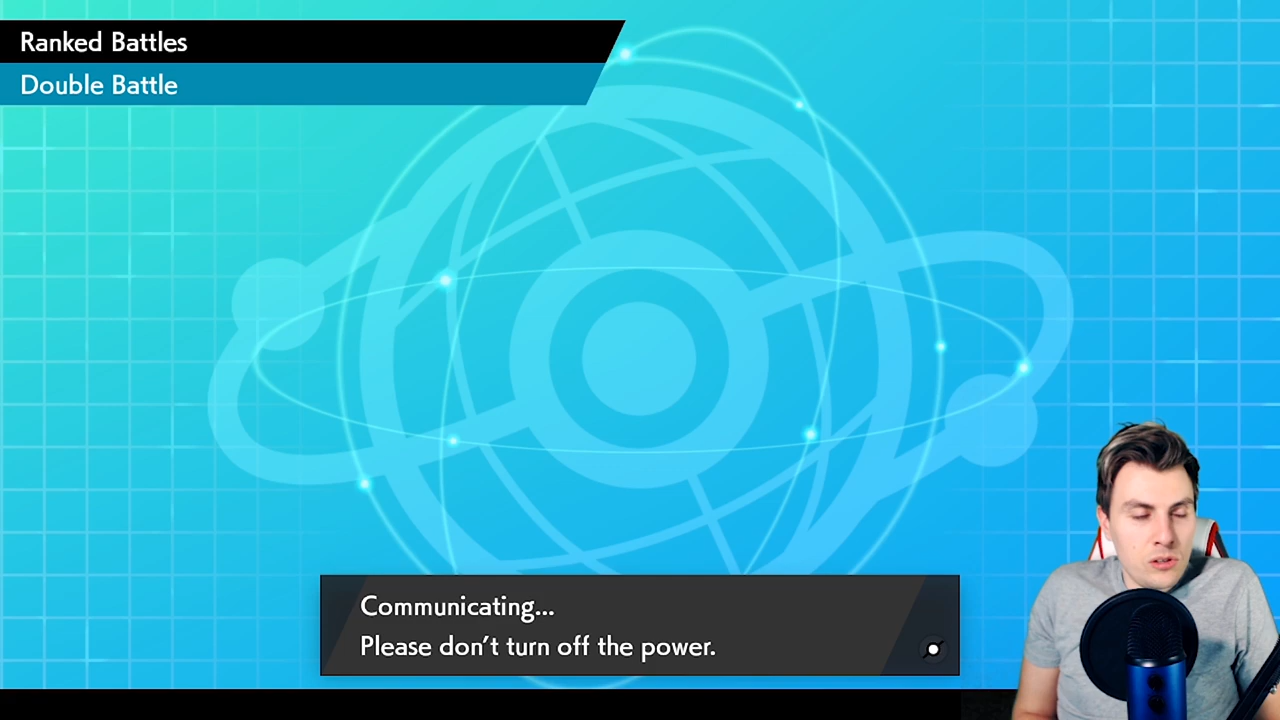 Ranked Battles
Double Battle
Communicating...
Please don't turn off the power.